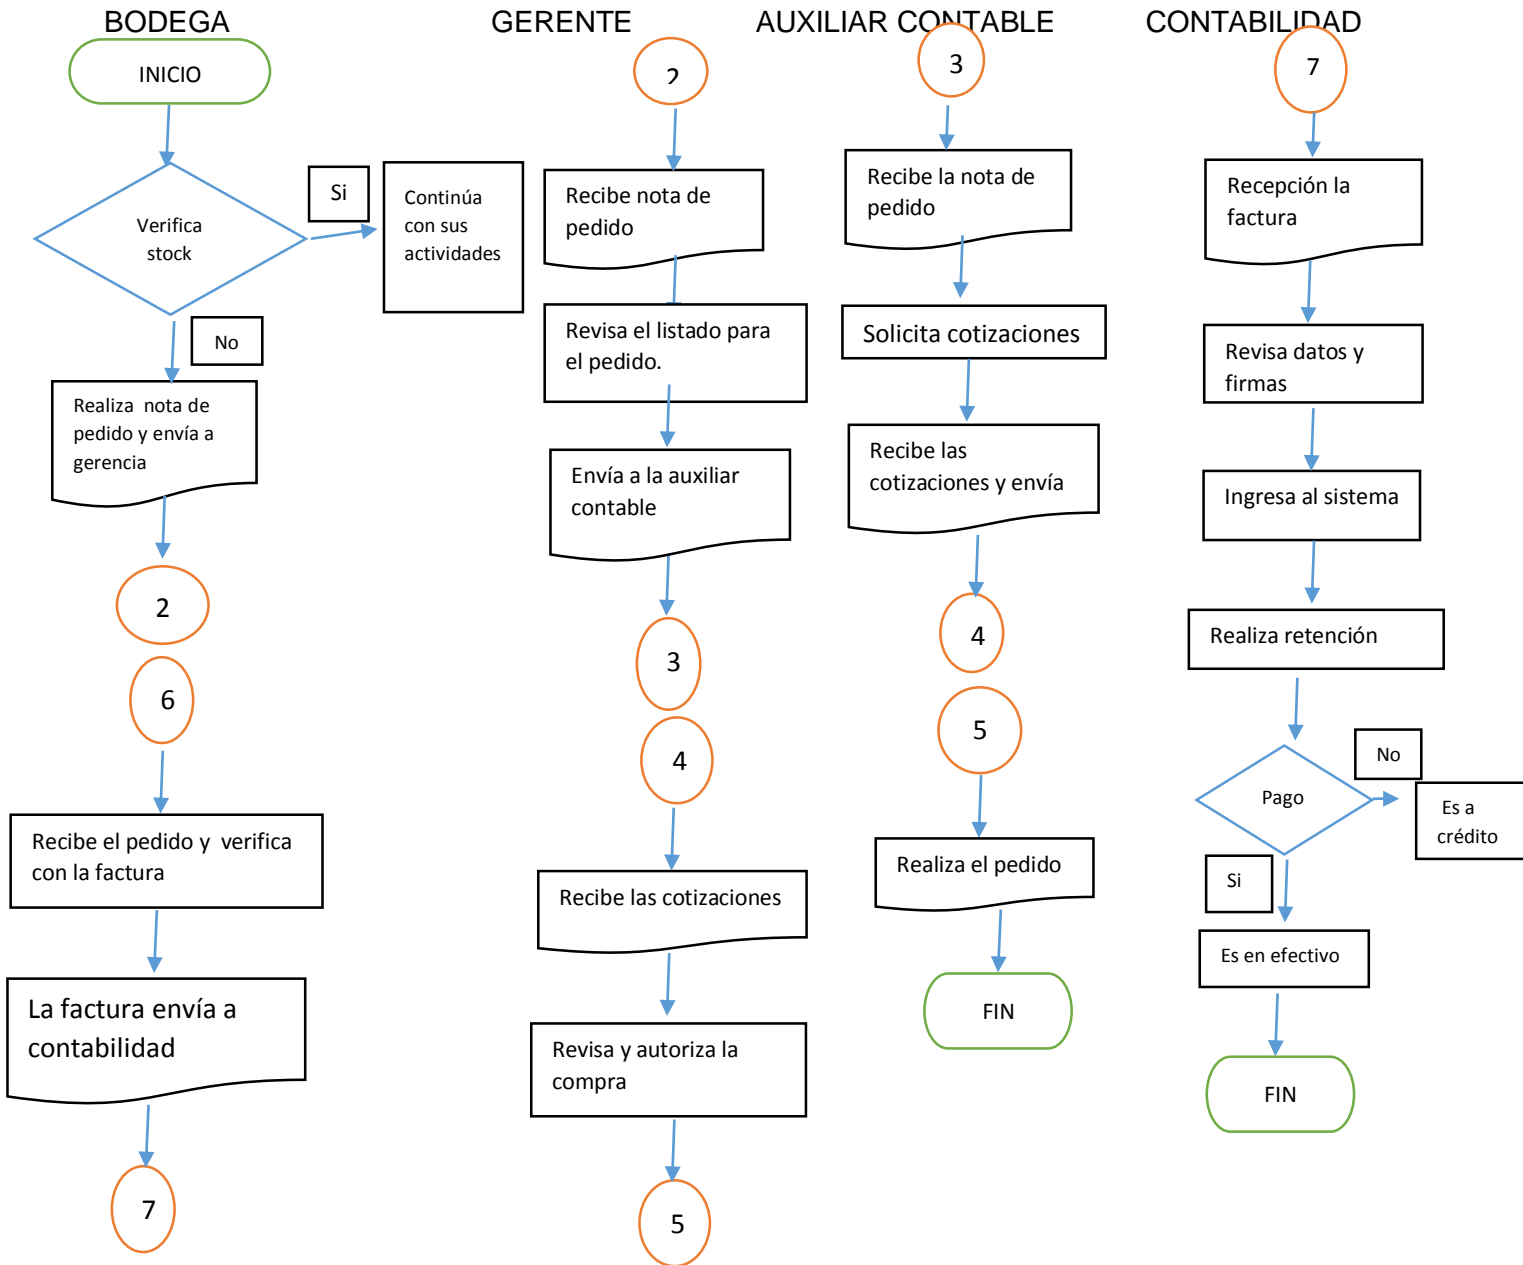 BODEGA
GERENTE
AUXILIAR CONTABLE
CONTABILIDAD
INICIO
Verifica
stock
Si
Continúa
con sus
actividades
No
Realiza nota de
pedido y envía a
gerencia
2
6
Recibe el pedido y verifica
con la factura
La factura envía a
contabilidad
7
2
Recibe nota de
pedido
Revisa el listado para
el pedido.
Envía a la auxiliar
contable
3
4
Recibe las cotizaciones
Revisa y autoriza la
compra
5
3
Recibe la nota de
pedido
Solicita cotizaciones
Recibe las
cotizaciones y envía
4
5
Realiza el pedido
FIN
7
Recepción la
factura
Revisa datos y
firmas
Ingresa al sistema
Realiza retención
Pago
No
Es a
crédito
Si
Es en efectivo
FIN